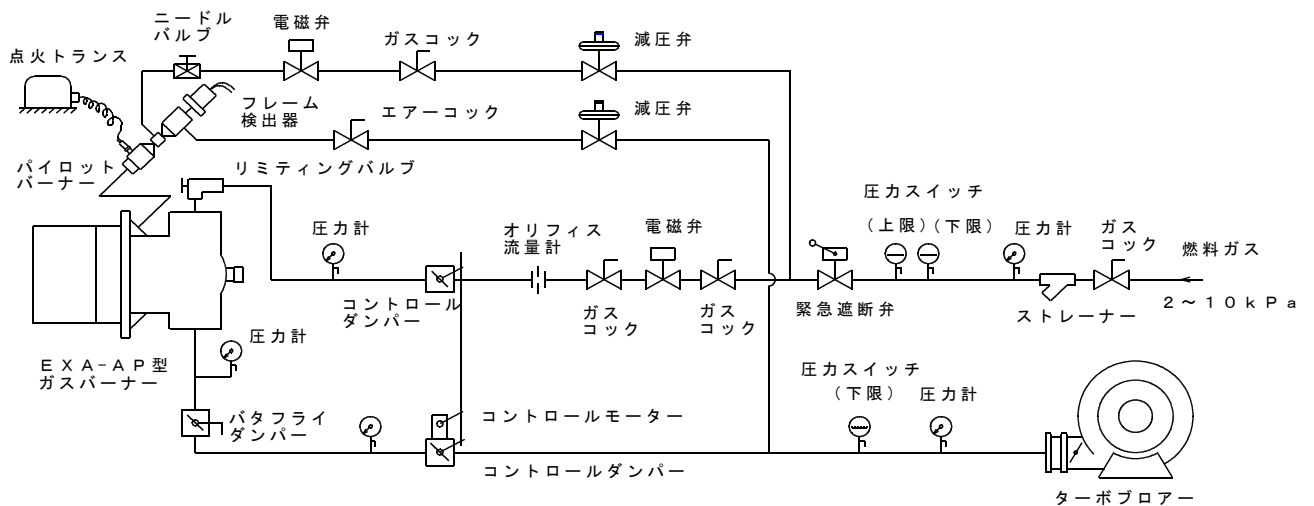 ニードル
バルブ
電磁弁
ガスコック
減圧弁
点火トランス
フレーム
検出器
エアーコック
減圧弁
パイロット
バーナー
リミティングバルブ
圧力計
オリフィス
流量計
電磁弁
圧力スイッチ
(上限)(下限)
圧力計
ガス
コック
燃料ガス
コントロール
ダンパー
ガス
コック
ガス
コック
緊急遮断弁
ストレーナー
2～10kPa
圧力計
EXA-AP型
ガスバーナー
圧力スイッチ
(下限)
圧力計
バタフライ
ダンパー
コントロールモーター
コントロールダンパー
ターボブロアー